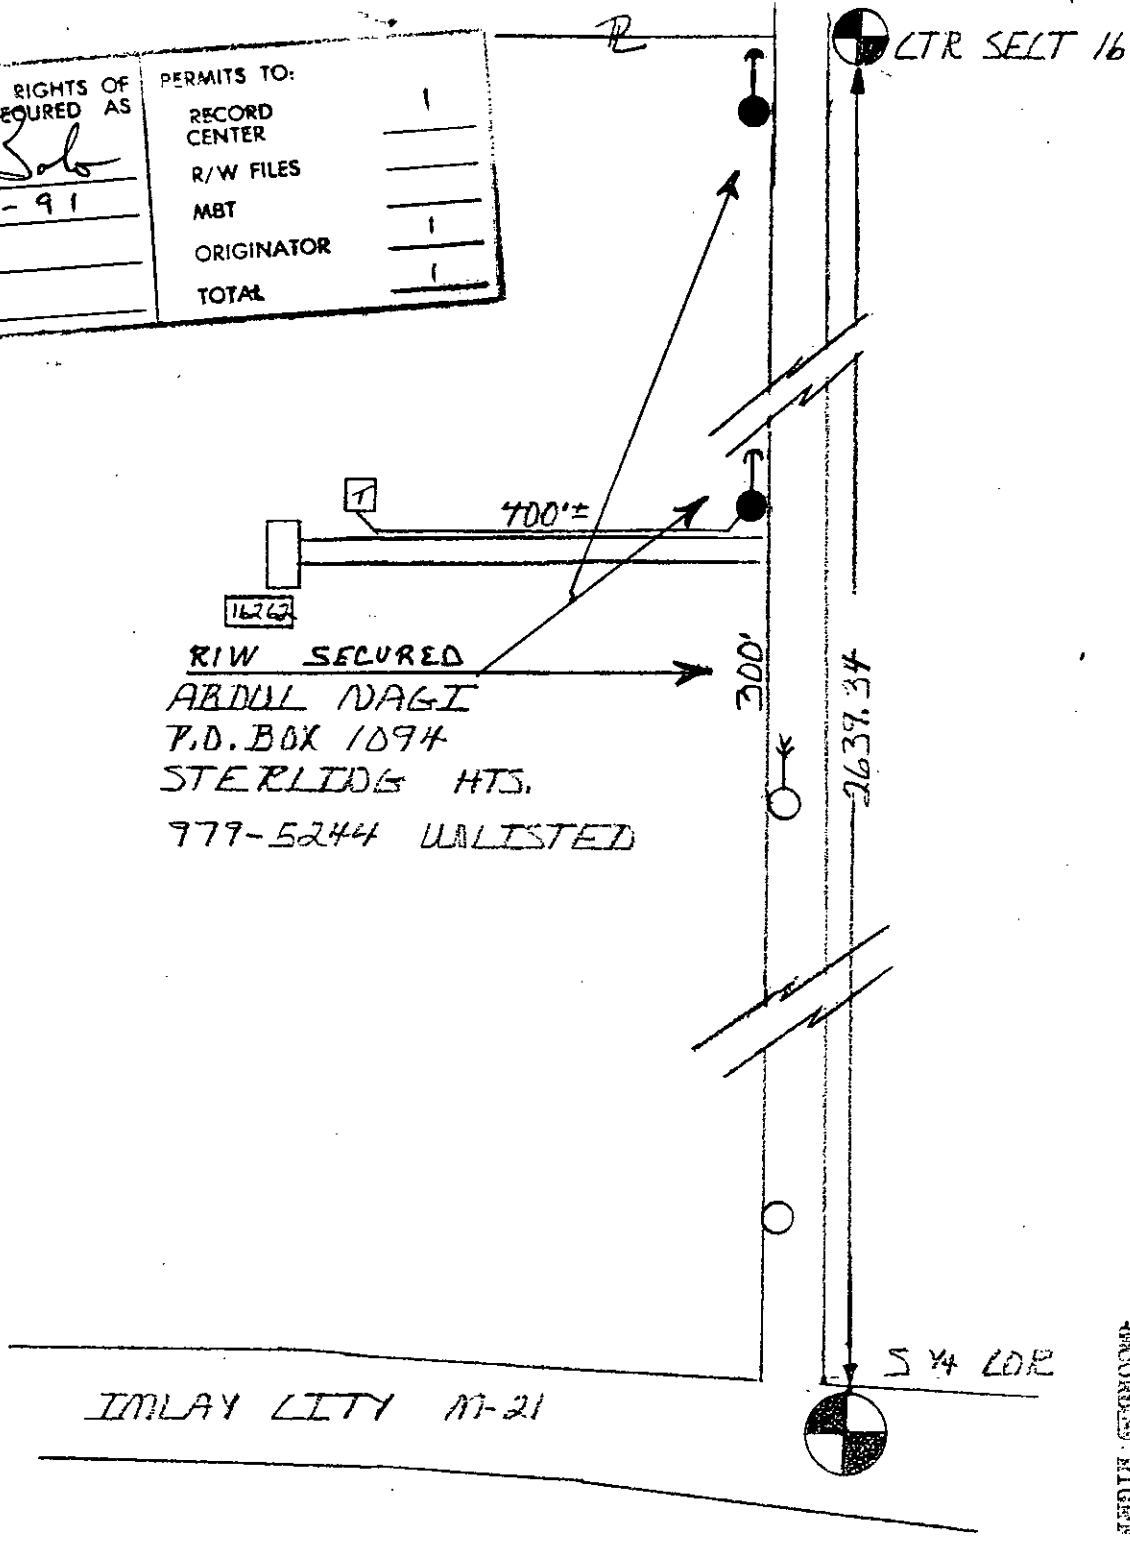 PL
CTR SECT 16
RIGHTS OF
ECURED AS
- 91
PERMITS TO:
RECORD CENTER 1
R/W FILES
MBT
ORIGINATOR 1
TOTAL 1
T
400'±
16262
R/W SECURED
ABDUL NAGI
P.O. BOX 1094
STERLING HTS.
979-5244 UNLISTED
300'
2639.34
S 1/4 COR
IMLAY CITY M-21